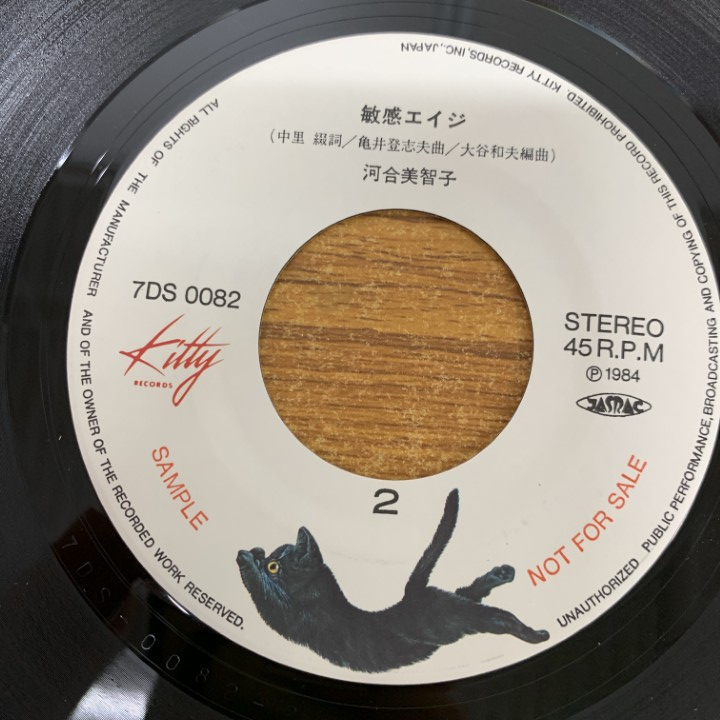 敏感エイジ
(中里 綴詞/亀井登志夫曲/大谷和夫編曲)
河合美智子
7DS 0082
Kitty
RECORDS
STEREO
45 R.P.M
Ⓟ 1984
JASRAC
SAMPLE
2
NOT FOR SALE
ALL RIGHTS OF THE MANUFACTURER AND OF THE OWNER OF THE RECORDED WORK RESERVED.
UNAUTHORIZED PUBLIC PERFORMANCE, BROADCASTING AND COPYING OF THIS RECORD PROHIBITED. KITTY RECORDS, INC., JAPAN
7DS-0082